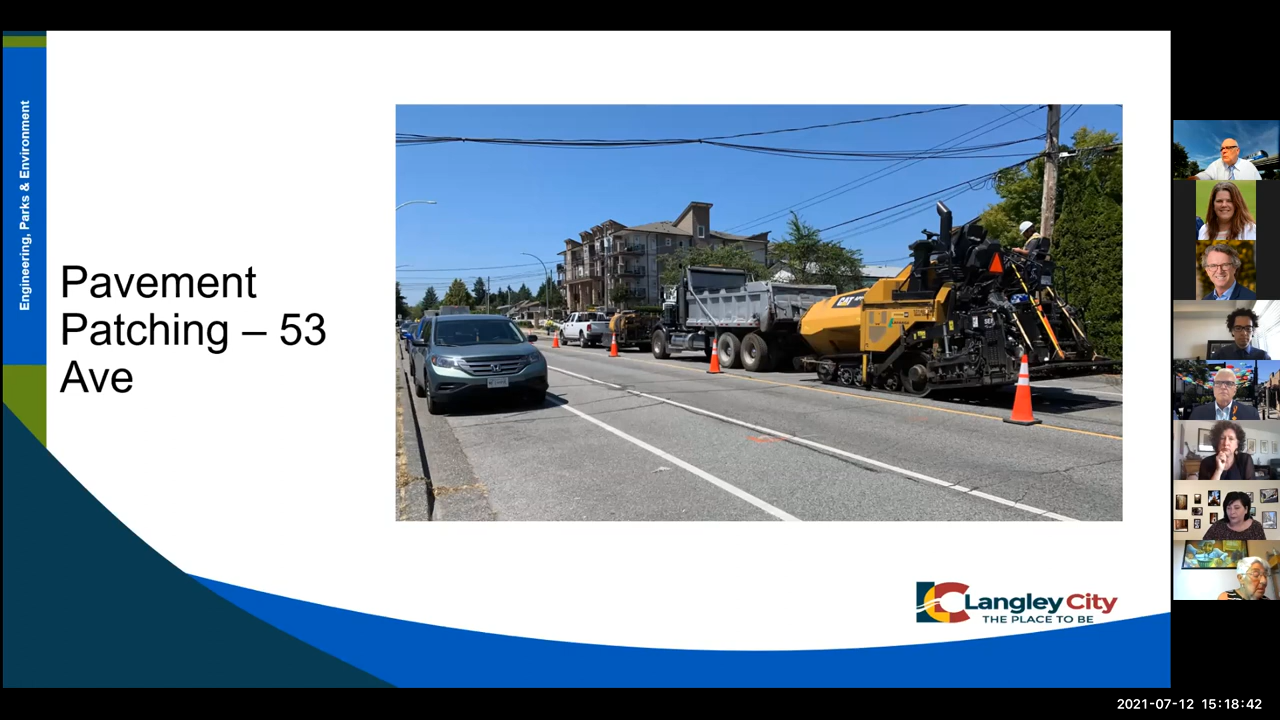 Engineering, Parks & Environment
Pavement
Patching – 53
Ave
CAT
LC Langley City
THE PLACE TO BE
2021-07-12 15:18:42